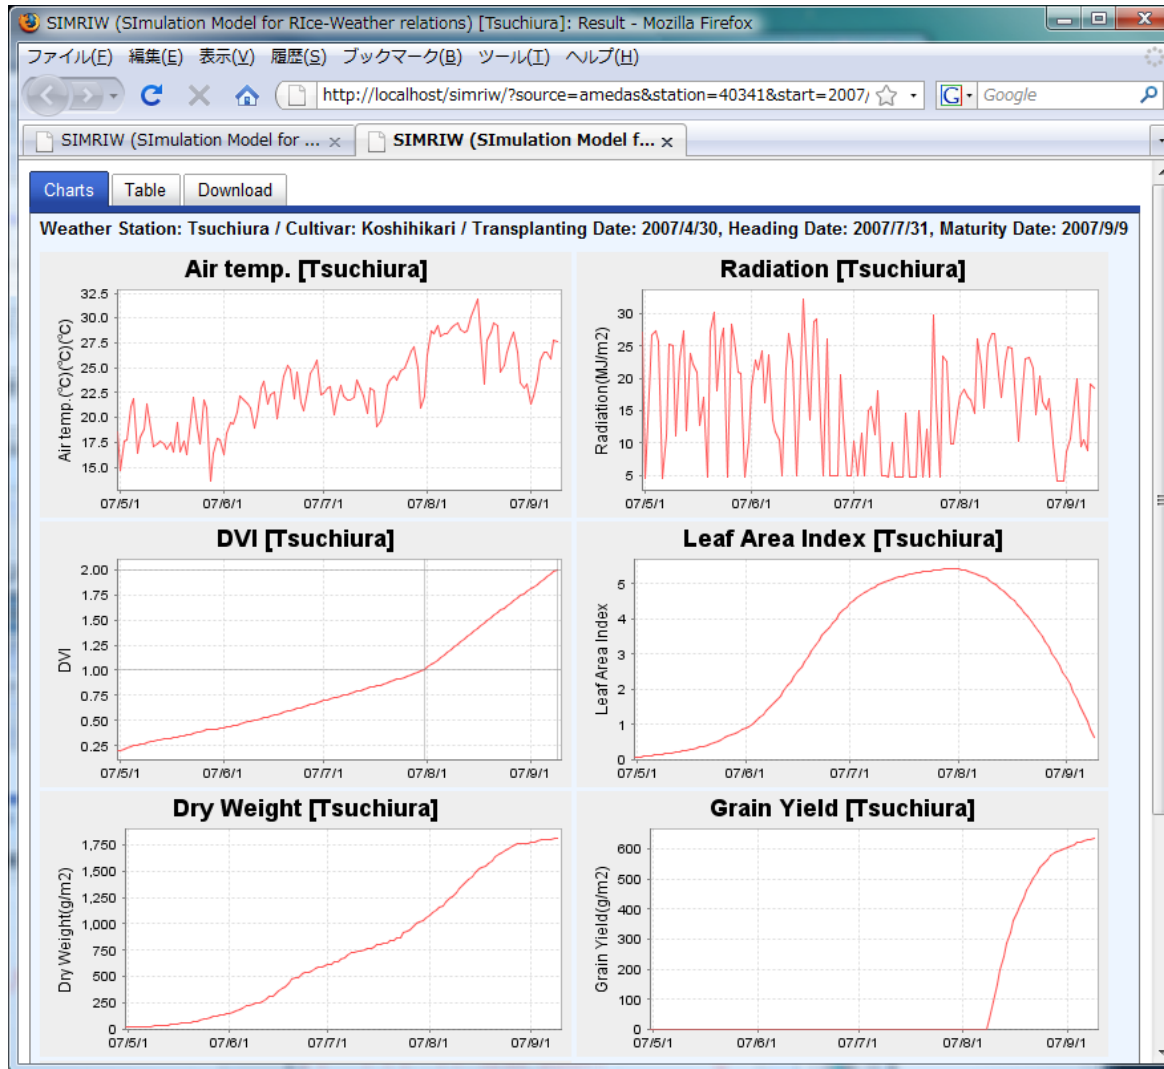 SIMRIW (SImulation Model for RIce-Weather relations) [Tsuchiura]: Result - Mozilla Firefox
ファイル(F) 編集(E) 表示(V) 履歴(S) ブックマーク(B) ツール(T) ヘルプ(H)
http://localhost/simriw/?source=amedas&station=40341&start=2007/ G Google
SIMRIW (SImulation Model for ... × SIMRIW (SImulation Model f... ×
Charts Table Download
Weather Station: Tsuchiura / Cultivar: Koshihikari / Transplanting Date: 2007/4/30, Heading Date: 2007/7/31, Maturity Date: 2007/9/9
Air temp. [Tsuchiura]
Air temp.(℃)(℃)(℃)
32.5
30.0
27.5
25.0
22.5
20.0
17.5
15.0
07/5/1 07/6/1 07/7/1 07/8/1 07/9/1
Radiation [Tsuchiura]
Radiation(MJ/m2)
30
25
20
15
10
5
07/5/1 07/6/1 07/7/1 07/8/1 07/9/1
DVI [Tsuchiura]
DVI
2.00
1.75
1.50
1.25
1.00
0.75
0.50
0.25
07/5/1 07/6/1 07/7/1 07/8/1 07/9/1
Leaf Area Index [Tsuchiura]
Leaf Area Index
5
4
3
2
1
0
07/5/1 07/6/1 07/7/1 07/8/1 07/9/1
Dry Weight [Tsuchiura]
Dry Weight(g/m2)
1,750
1,500
1,250
1,000
750
500
250
0
07/5/1 07/6/1 07/7/1 07/8/1 07/9/1
Grain Yield [Tsuchiura]
Grain Yield(g/m2)
600
500
400
300
200
100
0
07/5/1 07/6/1 07/7/1 07/8/1 07/9/1